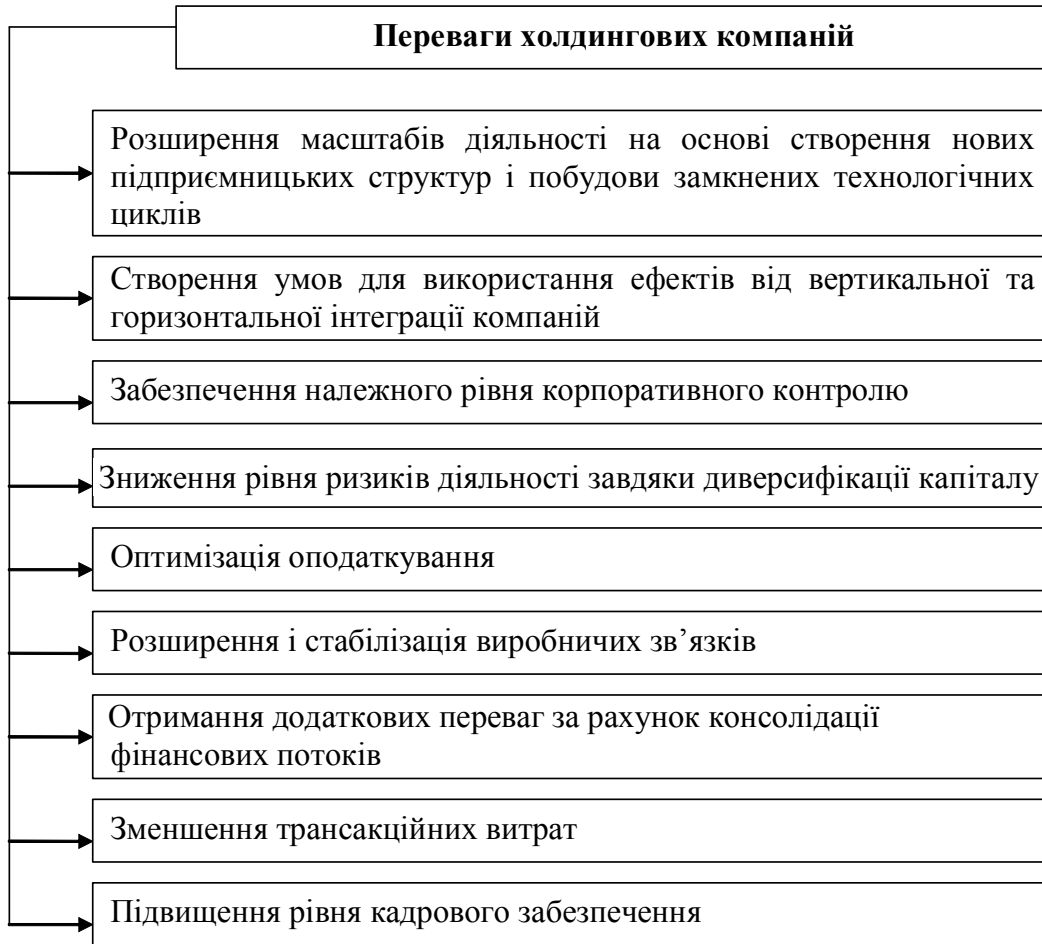 Переваги холдингових компаній
Розширення масштабів діяльності на основі створення нових
підприємницьких структур і побудови замкнених технологічних
циклів
Створення умов для використання ефектів від вертикальної та
горизонтальної інтеграції компаній
Забезпечення належного рівня корпоративного контролю
Зниження рівня ризиків діяльності завдяки диверсифікації капіталу
Оптимізація оподаткування
Розширення і стабілізація виробничих зв’язків
Отримання додаткових переваг за рахунок консолідації
фінансових потоків
Зменшення трансакційних витрат
Підвищення рівня кадрового забезпечення